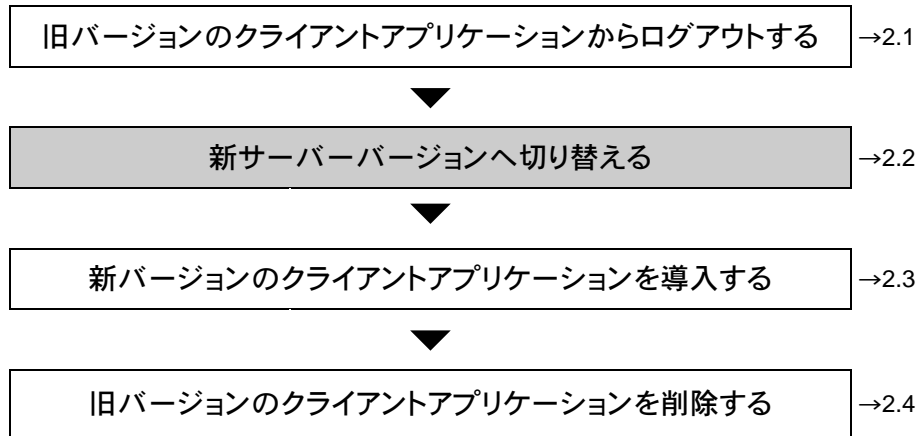 旧バージョンのクライアントアプリケーションからログアウトする →2.1
新サーバーバージョンへ切り替える →2.2
新バージョンのクライアントアプリケーションを導入する →2.3
旧バージョンのクライアントアプリケーションを削除する →2.4